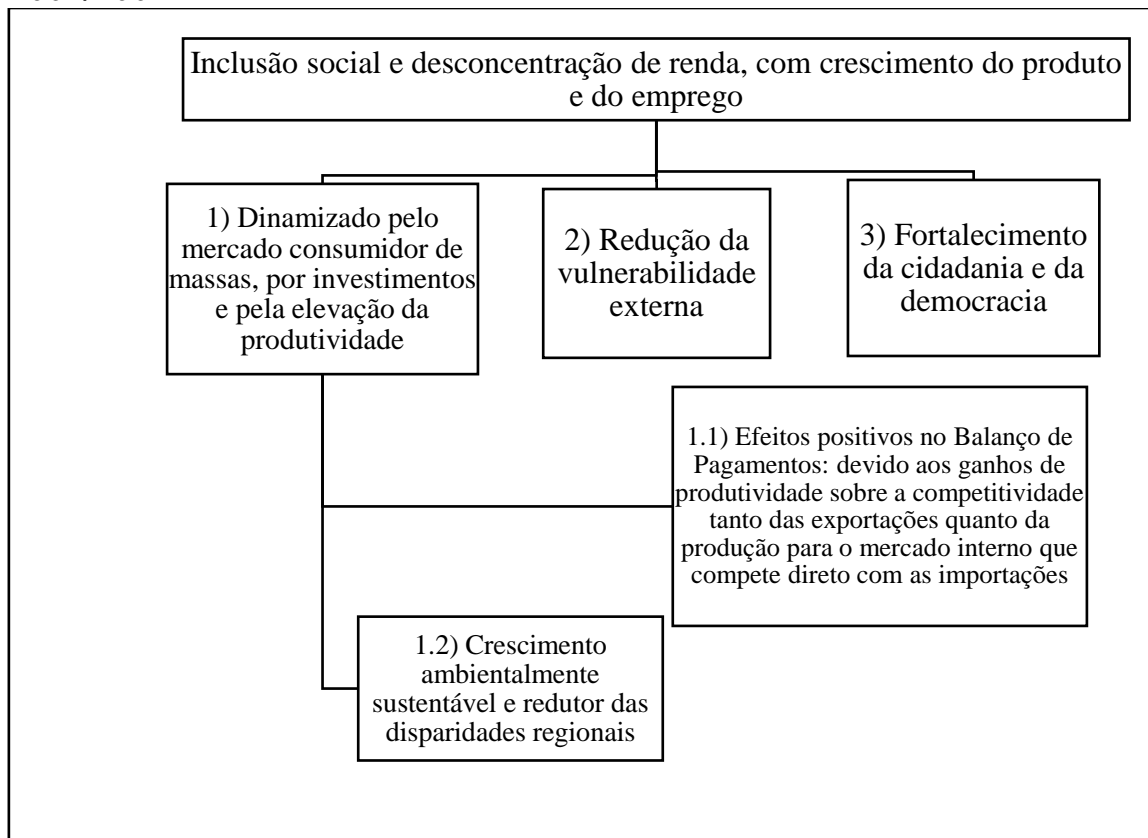 Inclusão social e desconcentração de renda, com crescimento do produto
e do emprego
1) Dinamizado pelo
mercado consumidor de
massas, por investimentos
e pela elevação da
produtividade
2) Redução da
vulnerabilidade
externa
3) Fortalecimento
da cidadania e da
democracia
1.1) Efeitos positivos no Balanço de
Pagamentos: devido aos ganhos de
produtividade sobre a competitividade
tanto das exportações quanto da
produção para o mercado interno que
compete direto com as importações
1.2) Crescimento
ambientalmente
sustentável e redutor das
disparidades regionais